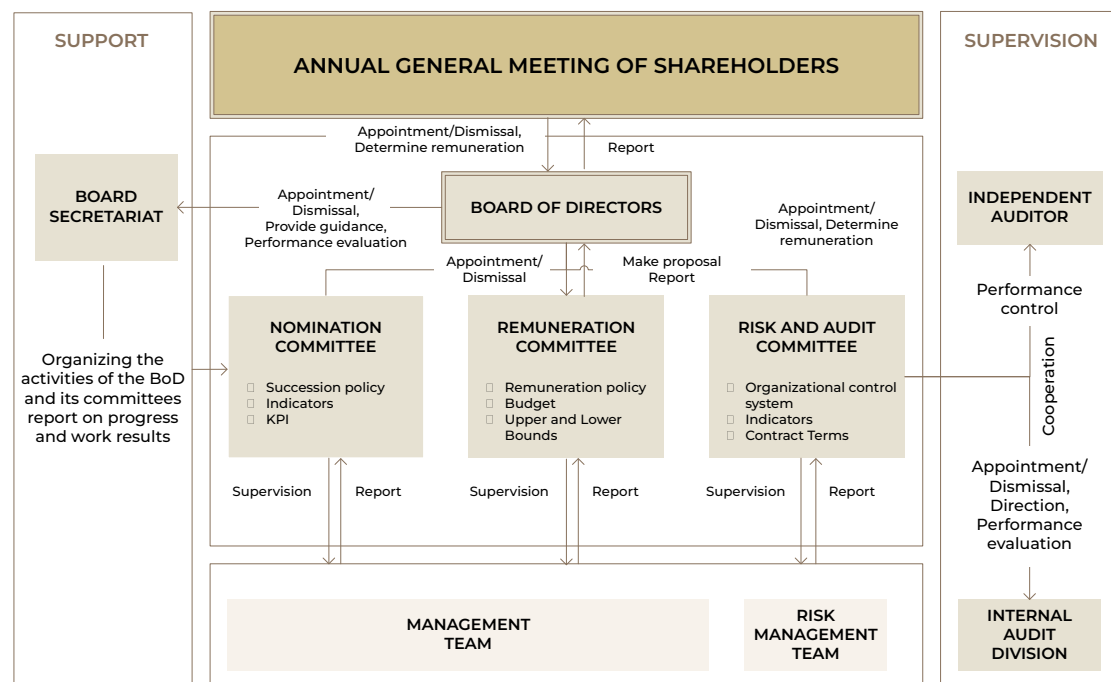 SUPPORT
ANNUAL GENERAL MEETING OF SHAREHOLDERS
SUPERVISION
Appointment/Dismissal,
Determine remuneration
Report
BOARD
SECRETARIAT
Appointment/
Dismissal,
Provide guidance,
Performance evaluation
BOARD OF DIRECTORS
Appointment/
Dismissal, Determine
remuneration
INDEPENDENT
AUDITOR
Appointment/
Dismissal
Make proposal
Report
Performance
control
NOMINATION
COMMITTEE
Succession policy
Indicators
KPI
REMUNERATION
COMMITTEE
Remuneration policy
Budget
Upper and Lower
Bounds
RISK AND AUDIT
COMMITTEE
Organizational control
system
Indicators
Contract Terms
Organizing the
activities of the BoD
and its committees
report on progress
and work results
Cooperation
Supervision
Report
Supervision
Report
Supervision
Report
Appointment/
Dismissal,
Direction,
Performance
evaluation
MANAGEMENT
TEAM
RISK
MANAGEMENT
TEAM
INTERNAL
AUDIT
DIVISION